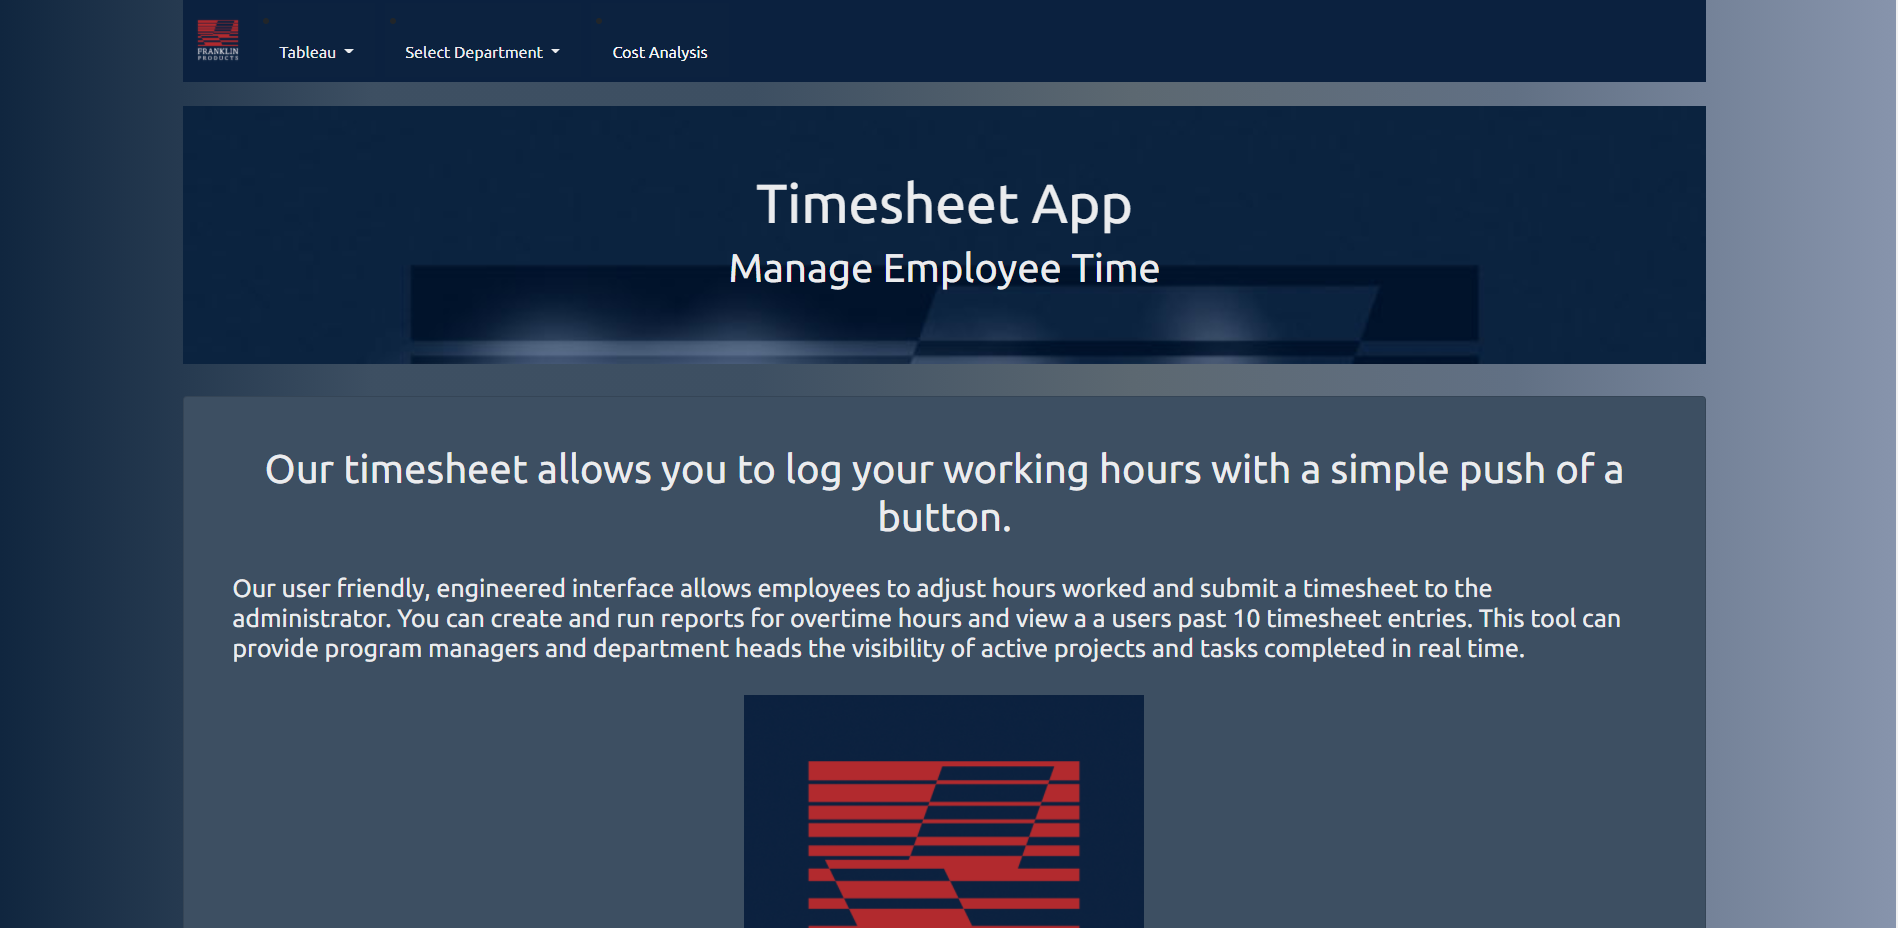 FRANKLIN
PRODUCTS
Tableau
Select Department
Cost Analysis
Timesheet App
Manage Employee Time
Our timesheet allows you to log your working hours with a simple push of a
button.
Our user friendly, engineered interface allows employees to adjust hours worked and submit a timesheet to the
administrator. You can create and run reports for overtime hours and view a a users past 10 timesheet entries. This tool can
provide program managers and department heads the visibility of active projects and tasks completed in real time.